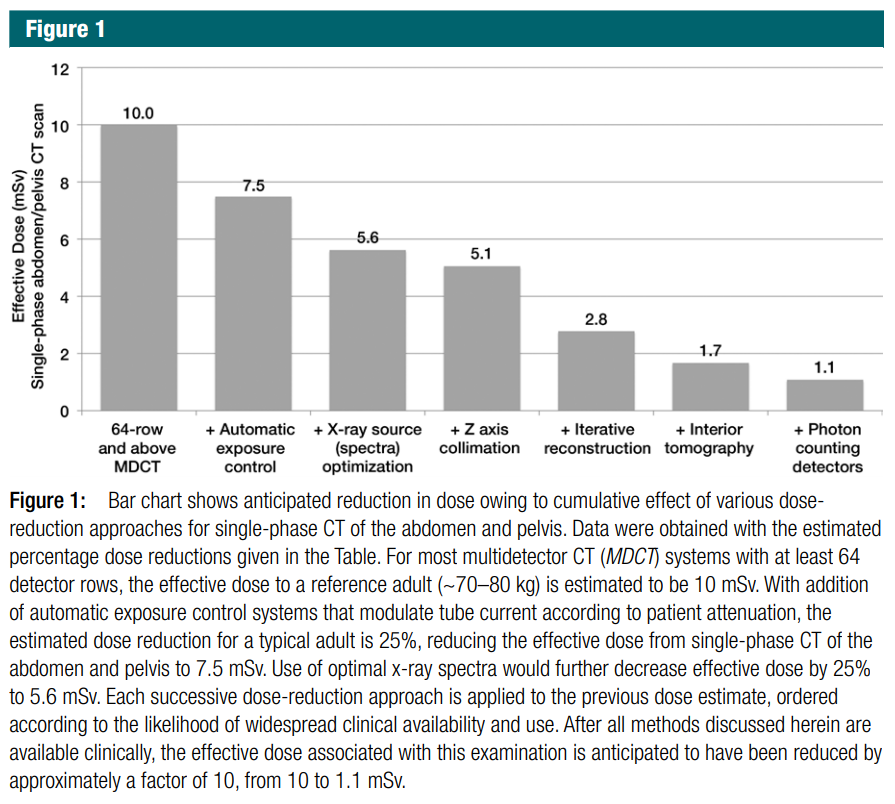 Figure 1
Effective Dose (mSv)
Single-phase abdomen/pelvis CT scan
12
10
8
6
4
2
0
10.0
7.5
5.6
5.1
2.8
1.7
1.1
64-row
and above
MDCT
+ Automatic
exposure
control
+ X-ray source
(spectra)
optimization
+ Z axis
collimation
+ Iterative
reconstruction
+ Interior
tomography
+ Photon
counting
detectors
Figure 1: Bar chart shows anticipated reduction in dose owing to cumulative effect of various dose-
reduction approaches for single-phase CT of the abdomen and pelvis. Data were obtained with the estimated
percentage dose reductions given in the Table. For most multidetector CT (MDCT) systems with at least 64
detector rows, the effective dose to a reference adult (~70–80 kg) is estimated to be 10 mSv. With addition
of automatic exposure control systems that modulate tube current according to patient attenuation, the
estimated dose reduction for a typical adult is 25%, reducing the effective dose from single-phase CT of the
abdomen and pelvis to 7.5 mSv. Use of optimal x-ray spectra would further decrease effective dose by 25%
to 5.6 mSv. Each successive dose-reduction approach is applied to the previous dose estimate, ordered
according to the likelihood of widespread clinical availability and use. After all methods discussed herein are
available clinically, the effective dose associated with this examination is anticipated to have been reduced by
approximately a factor of 10, from 10 to 1.1 mSv.